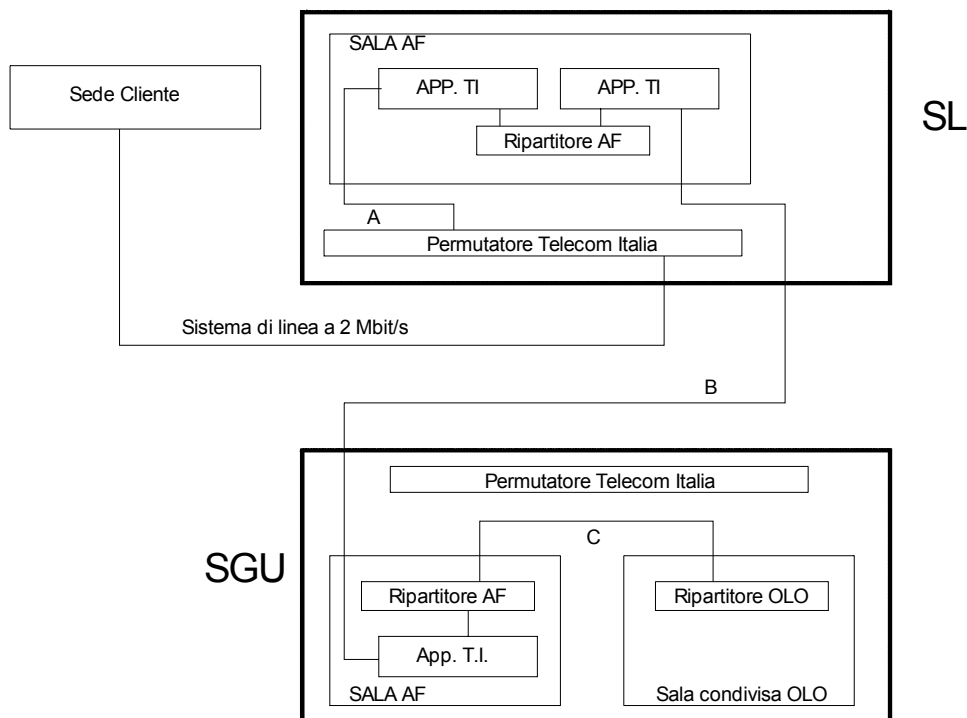 SALA AF
Sede Cliente
APP. TI
APP. TI
SL
Ripartitore AF
A
Permutatore Telecom Italia
Sistema di linea a 2 Mbit/s
B
Permutatore Telecom Italia
C
SGU
Ripartitore AF
Ripartitore OLO
App. T.I.
SALA AF
Sala condivisa OLO